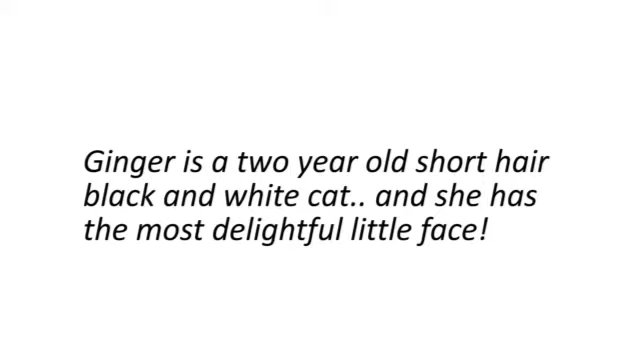 Ginger is a two year old short hair
black and white cat.. and she has
the most delightful little face!